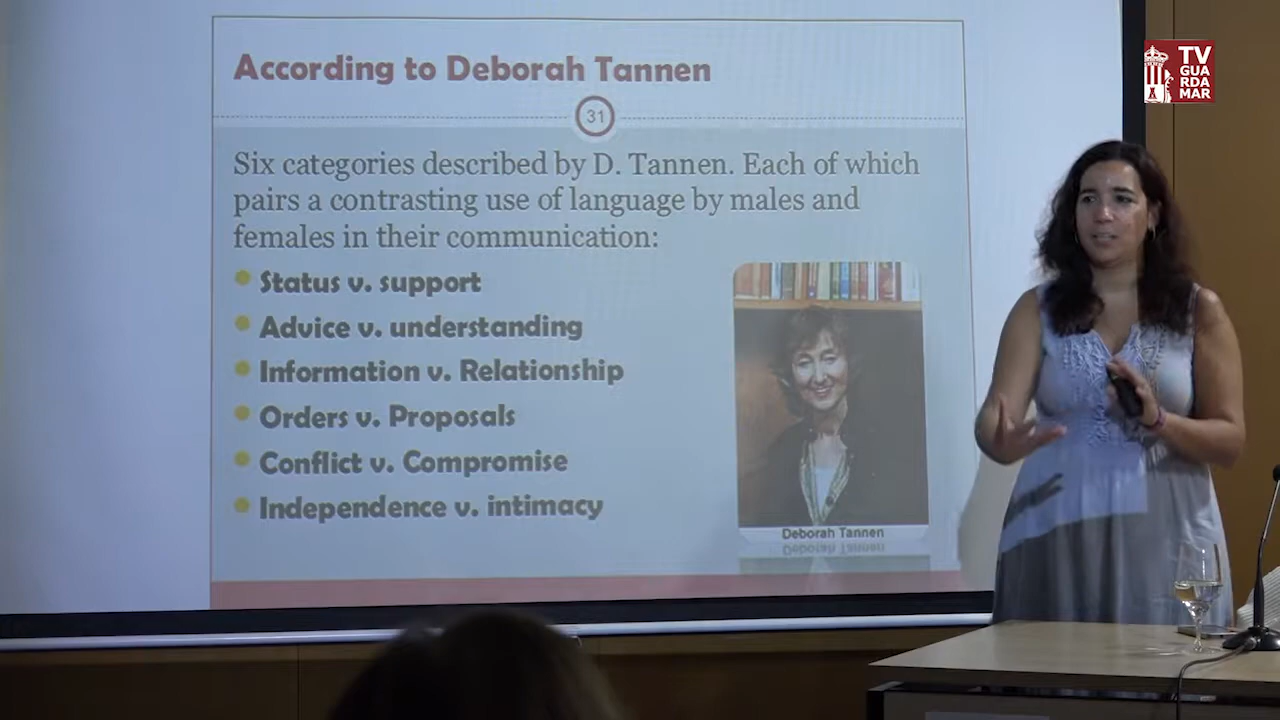 According to Deborah Tannen
31
Six categories described by D. Tannen. Each of which
pairs a contrasting use of language by males and
females in their communication:
Status v. support
Advice v. understanding
Information v. Relationship
Orders v. Proposals
Conflict v. Compromise
Independence v. intimacy
Deborah Tannen
TV
GUA
RDA
MAR